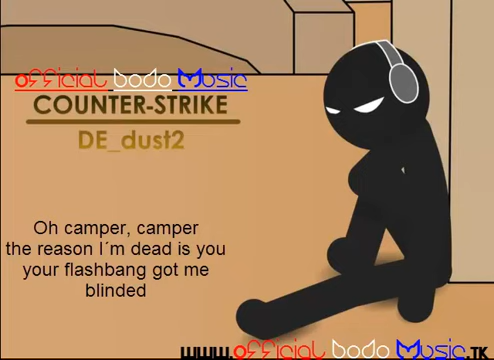 Official bodo Music
COUNTER-STRIKE
DE_dust2
Oh camper, camper
the reason I´m dead is you
your flashbang got me
blinded
www.official bodo Music.TK